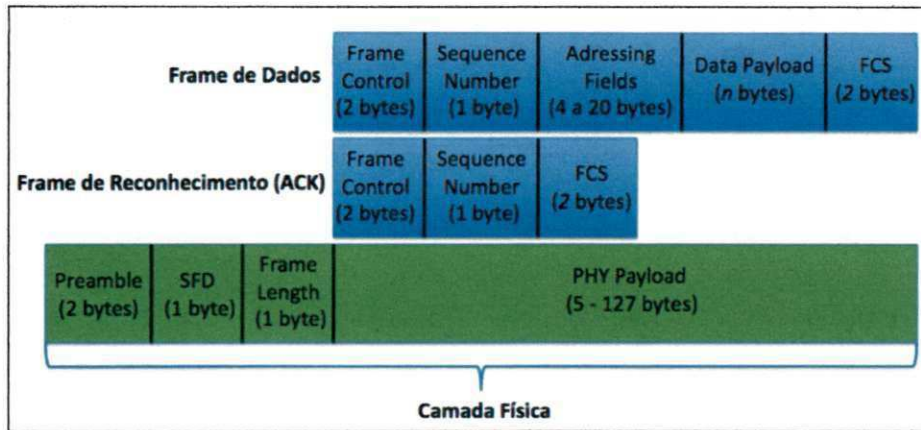 Frame de Dados
Frame
Control
(2 bytes)
Sequence
Number
(1 byte)
Adressing
Fields
(4 a 20 bytes)
Data Payload
(n bytes)
FCS
(2 bytes)
Frame de Reconhecimento (ACK)
Frame
Control
(2 bytes)
Sequence
Number
(1 byte)
FCS
(2 bytes)
Preamble
(2 bytes)
SFD
(1 byte)
Frame
Length
(1 byte)
PHY Payload
(5 - 127 bytes)
Camada Física